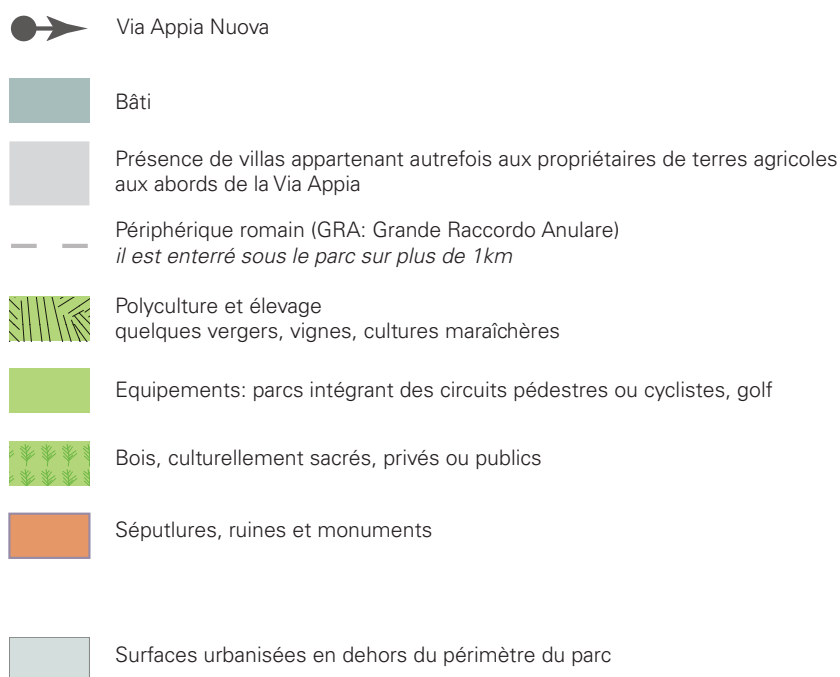 Via Appia Nuova
Bâti
Présence de villas appartenant autrefois aux propriétaires de terres agricoles
aux abords de la Via Appia
Périphérique romain (GRA: Grande Raccordo Anulare)
il est enterré sous le parc sur plus de 1km
Polyculture et élevage
quelques vergers, vignes, cultures maraîchères
Equipements: parcs intégrant des circuits pédestres ou cyclistes, golf
Bois, culturellement sacrés, privés ou publics
Séputlures, ruines et monuments
Surfaces urbanisées en dehors du périmètre du parc